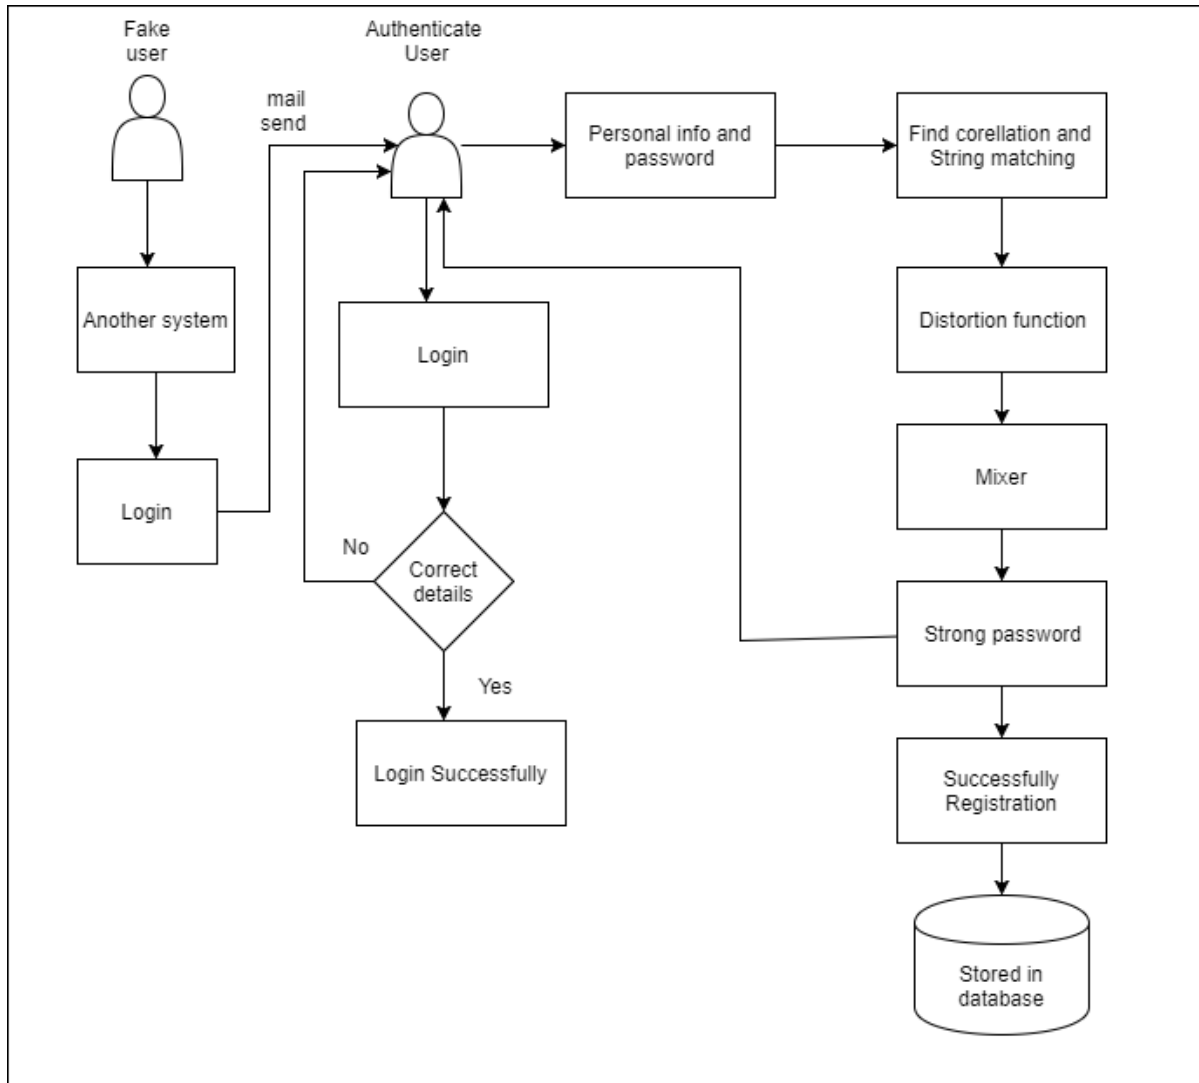 Fake
user
Authenticate
User
mail
send
Personal info and
password
Find corellation and
String matching
Another system
Login
Distortion function
Login
Mixer
No
Correct
details
Strong password
Yes
Login Successfully
Successfully
Registration
Stored in
database